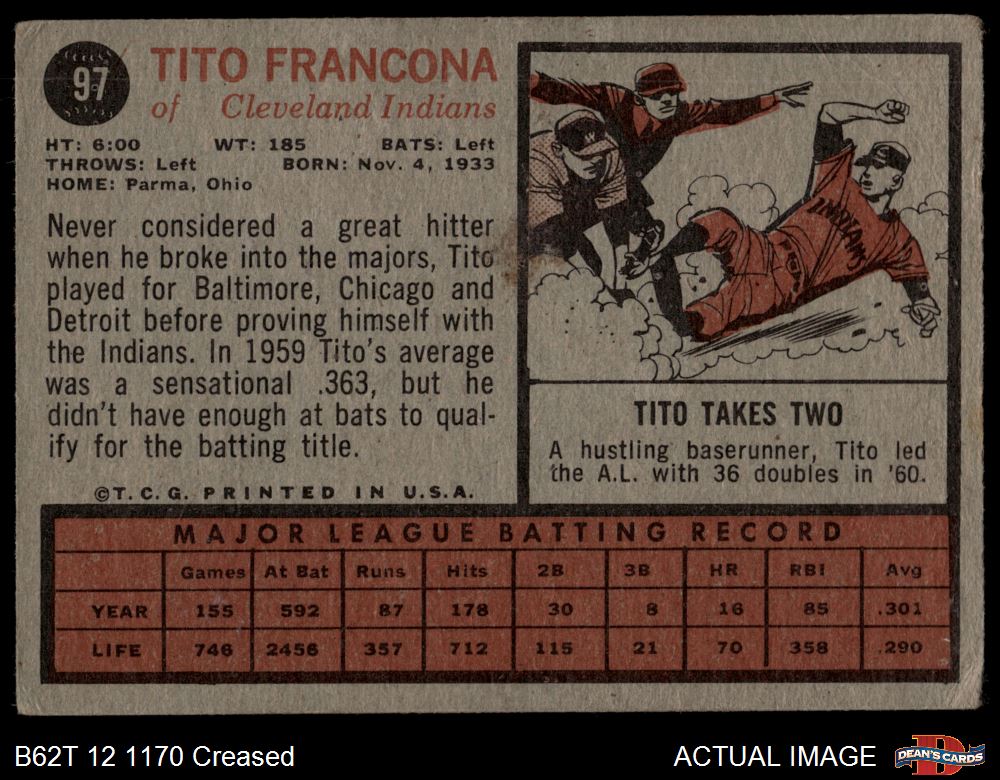 97
TITO FRANCONA
of Cleveland Indians
HT: 6:00 WT: 185 BATS: Left
THROWS: Left BORN: Nov. 4, 1933
HOME: Parma, Ohio
Never considered a great hitter
when he broke into the majors, Tito
played for Baltimore, Chicago and
Detroit before proving himself with
the Indians. In 1959 Tito's average
was a sensational .363, but he
didn't have enough at bats to qual-
ify for the batting title.
©T.C.G. PRINTED IN U.S.A.
W
INDIANS
TITO TAKES TWO
A hustling baserunner, Tito led
the A.L. with 36 doubles in '60.
MAJOR LEAGUE BATTING RECORD
Games At Bat Runs Hits 2B 3B HR RBI Avg
YEAR 155 592 87 178 30 8 16 85 .301
LIFE 746 2456 357 712 115 21 70 358 .290
B62T 12 1170 Creased
ACTUAL IMAGE
DEAN'S CARDS